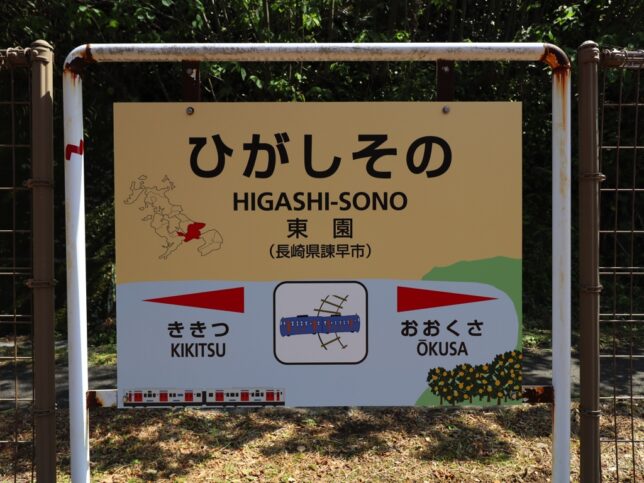 ひがしその
HIGASHI-SONO
東園
（長崎県諫早市）
ききつ
KIKITSU
おおくさ
ŌKUSA